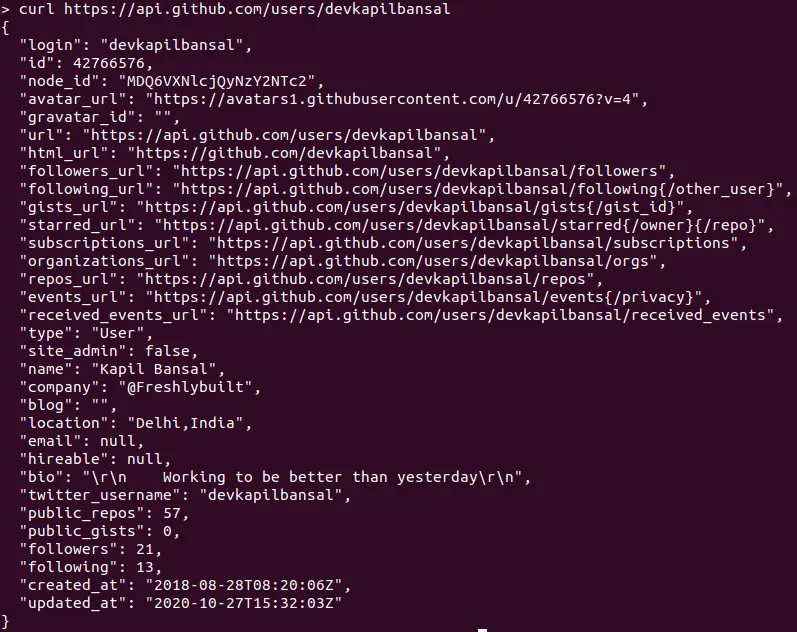 > curl https://api.github.com/users/devkapilbansal
{
  "login": "devkapilbansal",
  "id": 42766576,
  "node_id": "MDQ6VXNlcjQyNzY2NTc2",
  "avatar_url": "https://avatars1.githubusercontent.com/u/42766576?v=4",
  "gravatar_id": "",
  "url": "https://api.github.com/users/devkapilbansal",
  "html_url": "https://github.com/devkapilbansal",
  "followers_url": "https://api.github.com/users/devkapilbansal/followers",
  "following_url": "https://api.github.com/users/devkapilbansal/following{/other_user}",
  "gists_url": "https://api.github.com/users/devkapilbansal/gists{/gist_id}",
  "starred_url": "https://api.github.com/users/devkapilbansal/starred{/owner}{/repo}",
  "subscriptions_url": "https://api.github.com/users/devkapilbansal/subscriptions",
  "organizations_url": "https://api.github.com/users/devkapilbansal/orgs",
  "repos_url": "https://api.github.com/users/devkapilbansal/repos",
  "events_url": "https://api.github.com/users/devkapilbansal/events{/privacy}",
  "received_events_url": "https://api.github.com/users/devkapilbansal/received_events",
  "type": "User",
  "site_admin": false,
  "name": "Kapil Bansal",
  "company": "@Freshlybuilt",
  "blog": "",
  "location": "Delhi,India",
  "email": null,
  "hireable": null,
  "bio": "\r\n    Working to be better than yesterday\r\n",
  "twitter_username": "devkapilbansal",
  "public_repos": 57,
  "public_gists": 0,
  "followers": 21,
  "following": 13,
  "created_at": "2018-08-28T08:20:06Z",
  "updated_at": "2020-10-27T15:32:03Z"
}